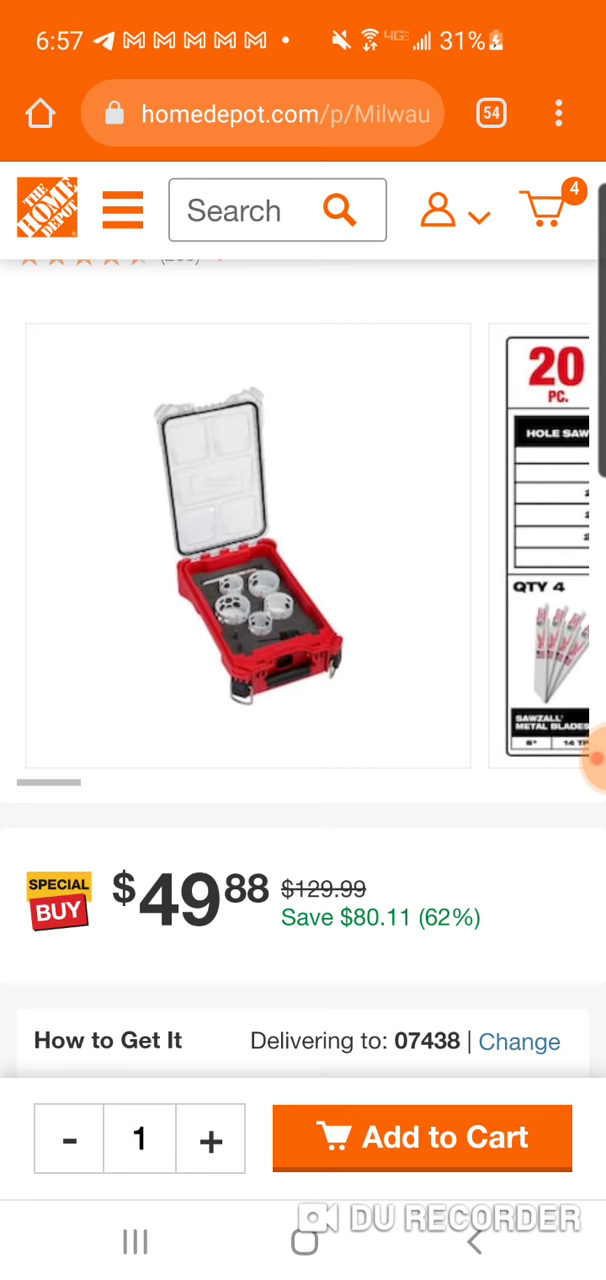 6:57 4GE 31%
homedepot.com/p/Milwau 54
THE HOME DEPOT
Search
4
20
PC.
HOLE SAW
QTY 4
SAWZALL
METAL BLADES
6"
SPECIAL BUY
$49 88 $129.99
Save $80.11 (62%)
How to Get It Delivering to: 07438 | Change
- 1 + Add to Cart
DU RECORDER